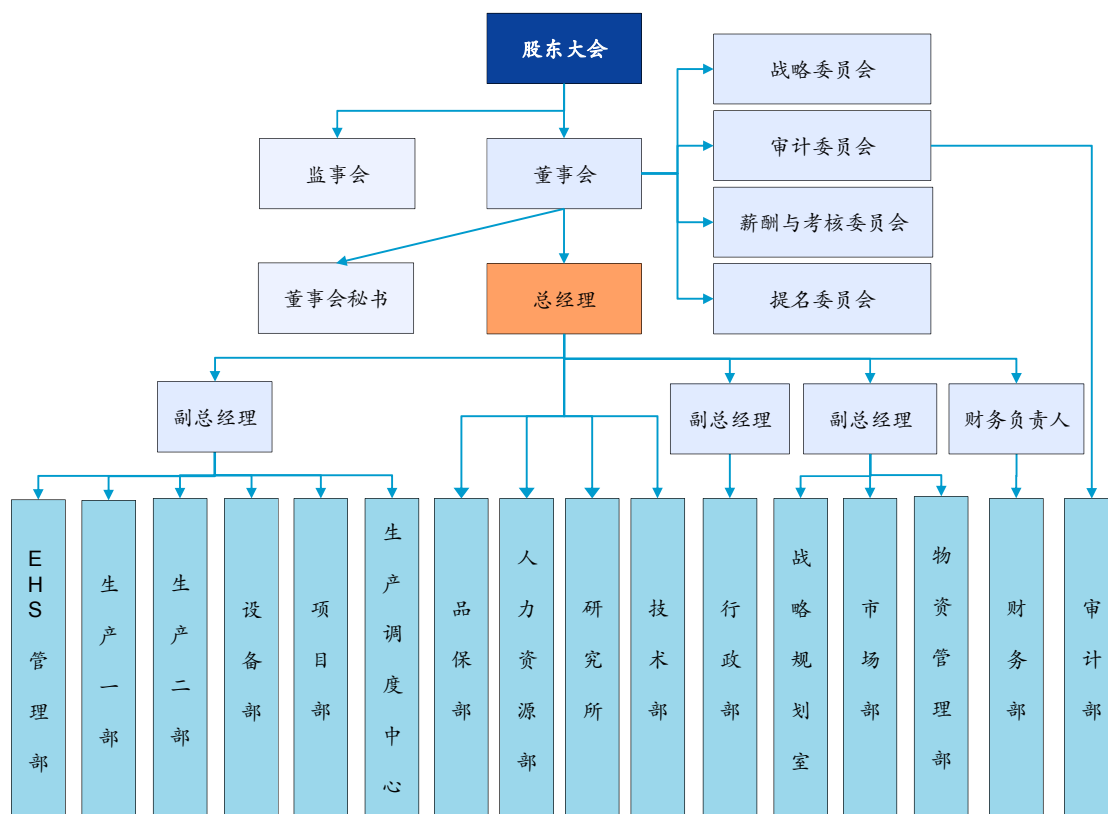 股东大会
战略委员会
审计委员会
监事会
董事会
薪酬与考核委员会
董事会秘书
总经理
提名委员会
副总经理
副总经理
副总经理
财务负责人
EHS管理部
生产一部
生产二部
设备部
项目部
生产调度中心
品保部
人力资源部
研究所
技术部
行政部
战略规划室
市场部
物资管理部
财务部
审计部